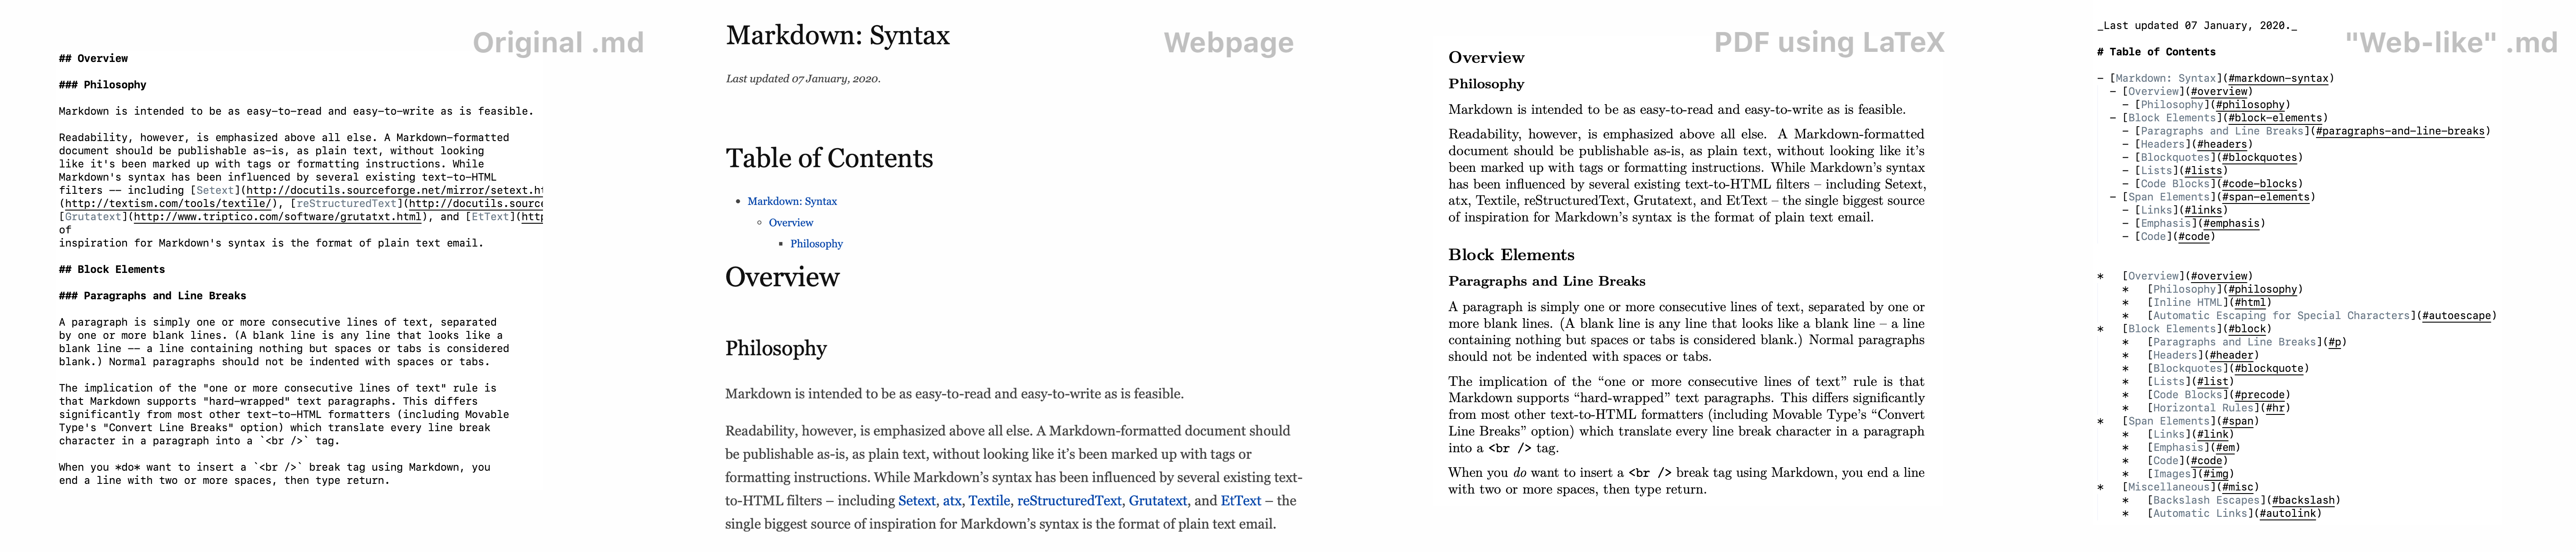 Original .md
## Overview
### Philosophy
Markdown is intended to be as easy-to-read and easy-to-write as is feasible.
Readability, however, is emphasized above all else. A Markdown-formatted
document should be publishable as-is, as plain text, without looking
like it's been marked up with tags or formatting instructions. While
Markdown's syntax has been influenced by several existing text-to-HTML
filters -- including [Setext](http://docutils.sourceforge.net/mirror/setext.ht
(http://textism.com/tools/textile/), [reStructuredText](http://docutils.source
[Grutatext](http://www.triptico.com/software/grutatxt.html), and [EtText](http
of
inspiration for Markdown's syntax is the format of plain text email.
## Block Elements
### Paragraphs and Line Breaks
A paragraph is simply one or more consecutive lines of text, separated
by one or more blank lines. (A blank line is any line that looks like a
blank line -- a line containing nothing but spaces or tabs is considered
blank.) Normal paragraphs should not be indented with spaces or tabs.
The implication of the "one or more consecutive lines of text" rule is
that Markdown supports "hard-wrapped" text paragraphs. This differs
significantly from most other text-to-HTML formatters (including Movable
Type's "Convert Line Breaks" option) which translate every line break
character in a paragraph into a `<br />` tag.
When you *do* want to insert a `<br />` break tag using Markdown, you
end a line with two or more spaces, then type return.
Webpage
Markdown: Syntax
Last updated 07 January, 2020.
Table of Contents
• Markdown: Syntax
◦ Overview
▪ Philosophy
Overview
Philosophy
Markdown is intended to be as easy-to-read and easy-to-write as is feasible.
Readability, however, is emphasized above all else. A Markdown-formatted document should
be publishable as-is, as plain text, without looking like it’s been marked up with tags or
formatting instructions. While Markdown’s syntax has been influenced by several existing text-
to-HTML filters – including Setext, atx, Textile, reStructuredText, Grutatext, and EtText – the
single biggest source of inspiration for Markdown’s syntax is the format of plain text email.
PDF using LaTeX
Overview
Philosophy
Markdown is intended to be as easy-to-read and easy-to-write as is feasible.
Readability, however, is emphasized above all else. A Markdown-formatted
document should be publishable as-is, as plain text, without looking like it’s
been marked up with tags or formatting instructions. While Markdown’s syntax
has been influenced by several existing text-to-HTML filters – including Setext,
atx, Textile, reStructuredText, Grutatext, and EtText – the single biggest source
of inspiration for Markdown’s syntax is the format of plain text email.
Block Elements
Paragraphs and Line Breaks
A paragraph is simply one or more consecutive lines of text, separated by one or
more blank lines. (A blank line is any line that looks like a blank line – a line
containing nothing but spaces or tabs is considered blank.) Normal paragraphs
should not be indented with spaces or tabs.
The implication of the “one or more consecutive lines of text” rule is that
Markdown supports “hard-wrapped” text paragraphs. This differs significantly
from most other text-to-HTML formatters (including Movable Type’s “Convert
Line Breaks” option) which translate every line break character in a paragraph
into a <br /> tag.
When you do want to insert a <br /> break tag using Markdown, you end a line
with two or more spaces, then type return.
"Web-like" .md
_Last updated 07 January, 2020._
# Table of Contents
- [Markdown: Syntax](#markdown-syntax)
- [Overview](#overview)
- [Philosophy](#philosophy)
- [Block Elements](#block-elements)
- [Paragraphs and Line Breaks](#paragraphs-and-line-breaks)
- [Headers](#headers)
- [Blockquotes](#blockquotes)
- [Lists](#lists)
- [Code Blocks](#code-blocks)
- [Span Elements](#span-elements)
- [Links](#links)
- [Emphasis](#emphasis)
- [Code](#code)
* [Overview](#overview)
* [Philosophy](#philosophy)
* [Inline HTML](#html)
* [Automatic Escaping for Special Characters](#autoescape)
* [Block Elements](#block)
* [Paragraphs and Line Breaks](#p)
* [Headers](#header)
* [Blockquotes](#blockquote)
* [Lists](#list)
* [Code Blocks](#precode)
* [Horizontal Rules](#hr)
* [Span Elements](#span)
* [Links](#link)
* [Emphasis](#em)
* [Code](#code)
* [Images](#img)
* [Miscellaneous](#misc)
* [Backslash Escapes](#backslash)
* [Automatic Links](#autolink)